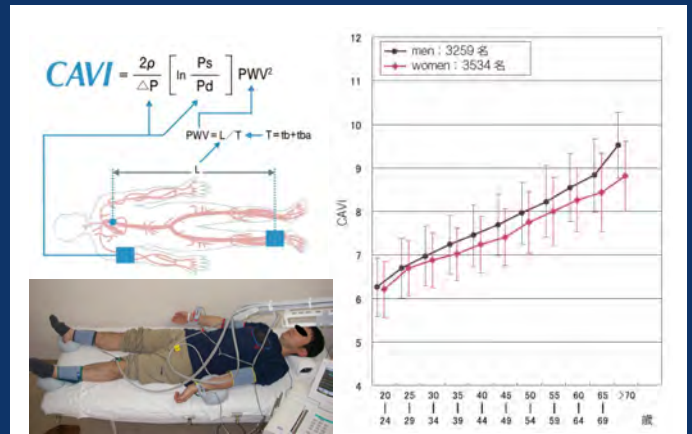 CAVI = 2ρ/△P [ln Ps/Pd] PWV²
PWV=L／T ← T=tb+tba
L
men：3259 名
women：3534 名
CAVI
12
11
10
9
8
7
6
5
4
20 | 24
25 | 29
30 | 34
35 | 39
40 | 44
45 | 49
50 | 54
55 | 59
60 | 64
65 | 69
>70
歳